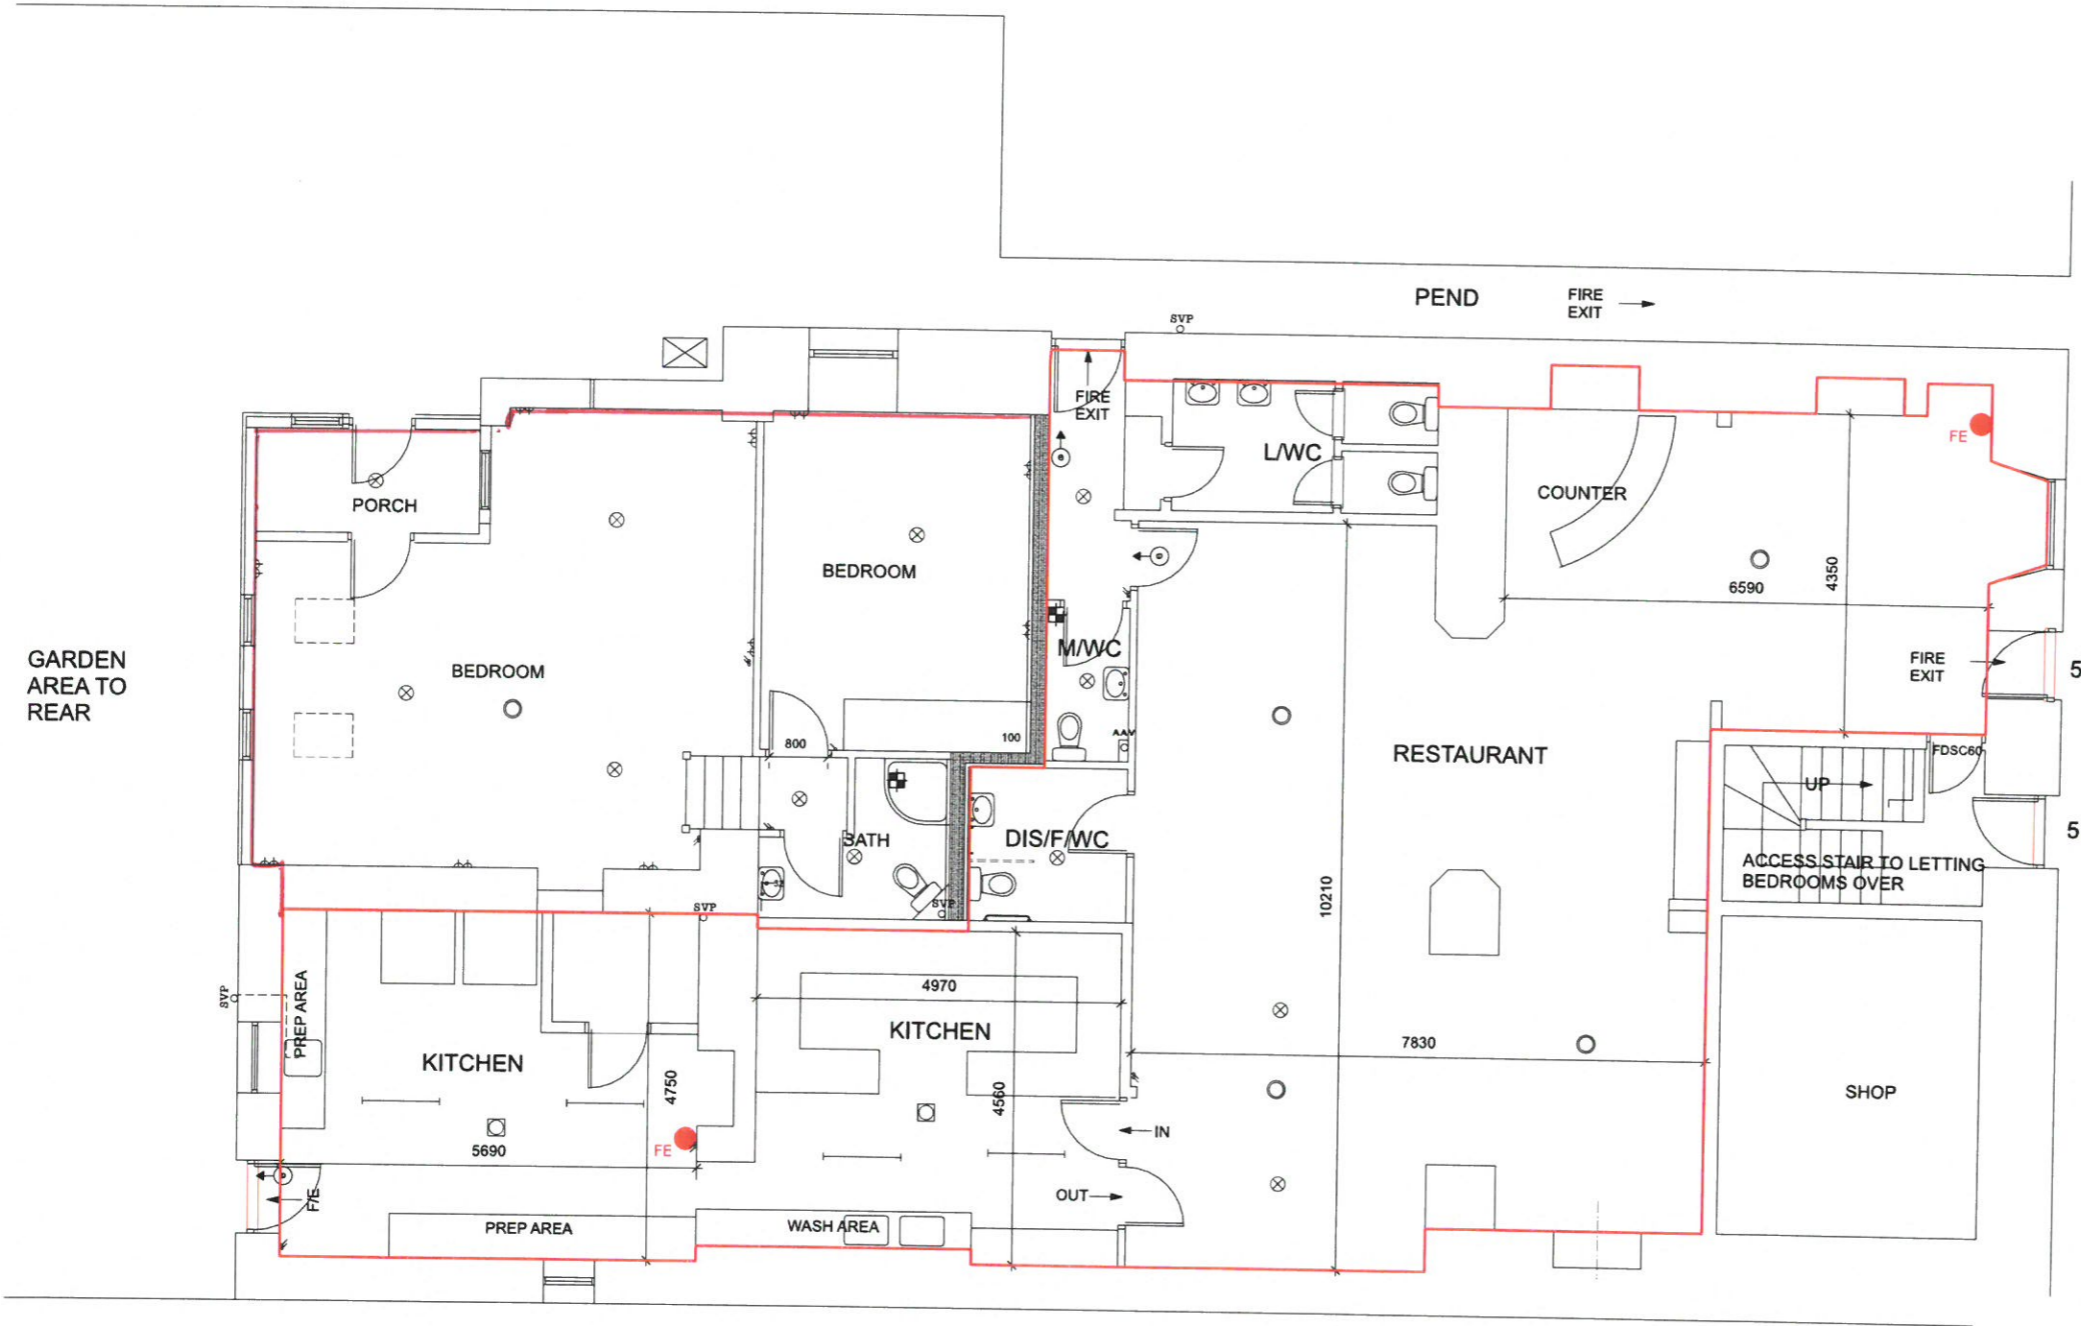 PEND
FIRE
EXIT
SVP
FIRE
EXIT
L/WC
FE
PORCH
COUNTER
BEDROOM
6590
4350
GARDEN
AREA TO
REAR
BEDROOM
M/WC
FIRE
EXIT
5
800
100
AAV
RESTAURANT
FDSC60
UP
BATH
DIS/F/WC
5
ACCESS STAIR TO LETTING
BEDROOMS OVER
10210
SVP
SVP
SVP
PREP AREA
4970
KITCHEN
KITCHEN
7830
4750
4560
SHOP
IN
FE
5690
F/E
OUT
PREP AREA
WASH AREA